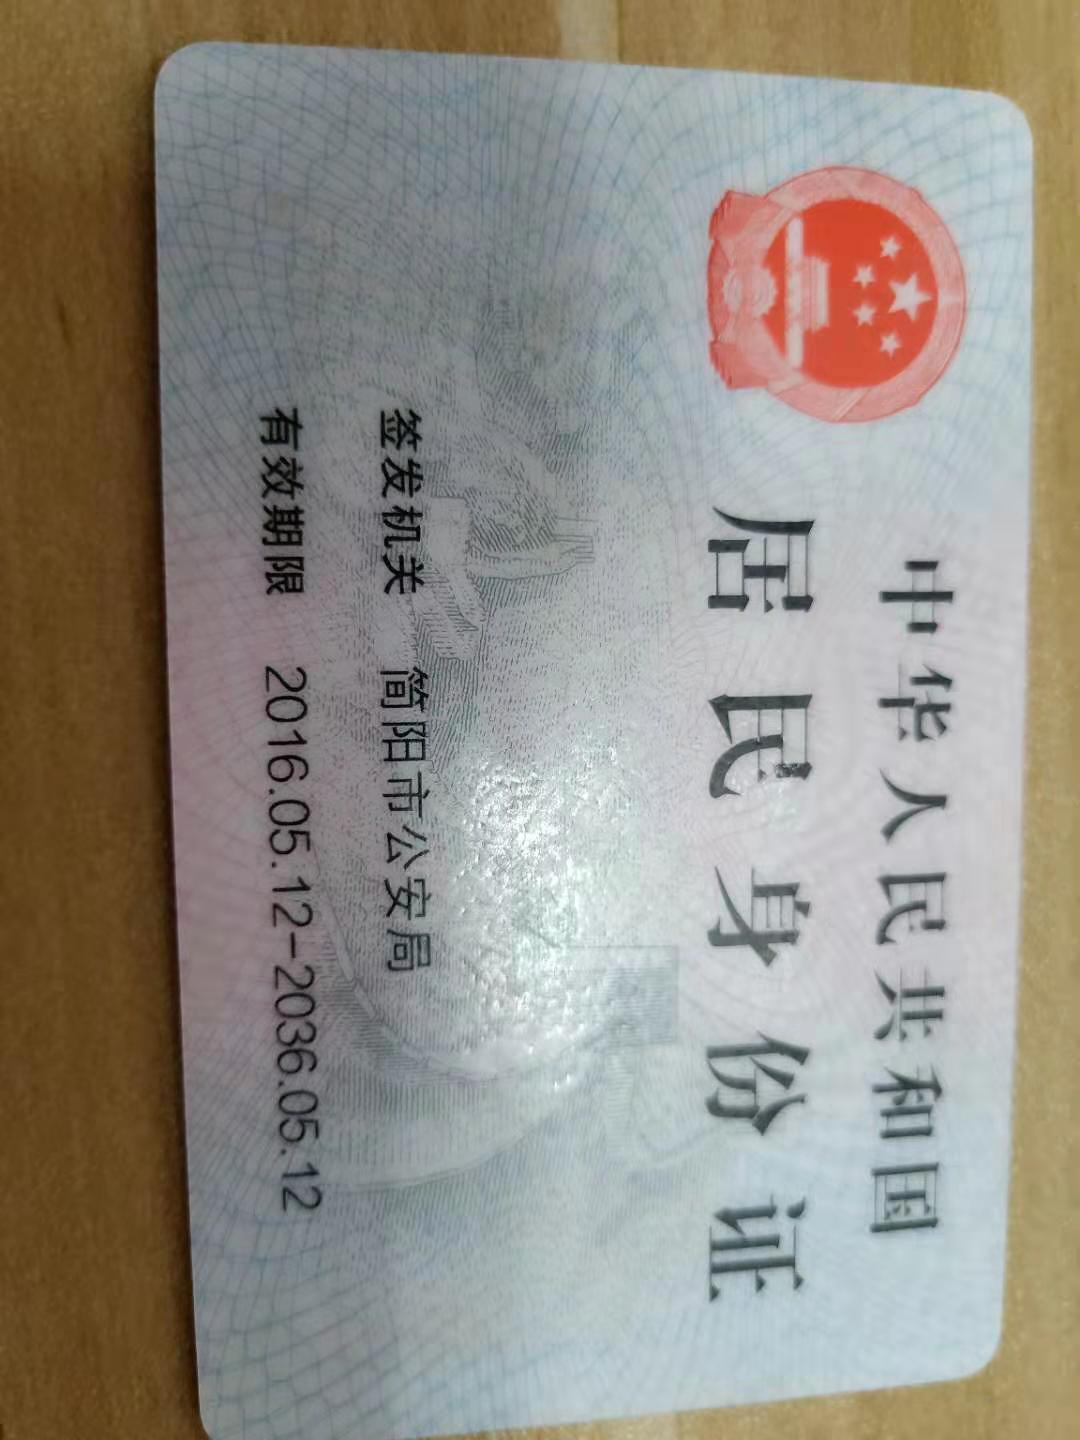 中华人民共和国
居民身份证
签发机关 简阳市公安局
有效期限 2016.05.12-2036.05.12